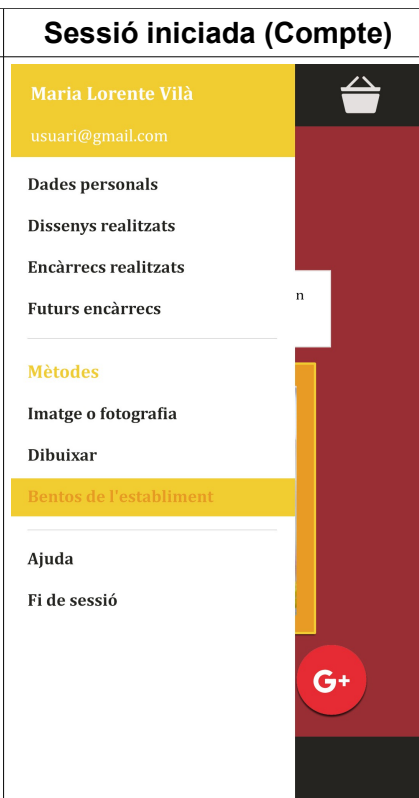 Sessió iniciada (Compte)
Maria Lorente Vilà
usuari@gmail.com
Dades personals
Dissenys realitzats
Encàrrecs realitzats
n
Futurs encàrrecs
Mètodes
Imatge o fotografia
Dibuixar
Bentos de l'establiment
Ajuda
Fi de sessió
G+